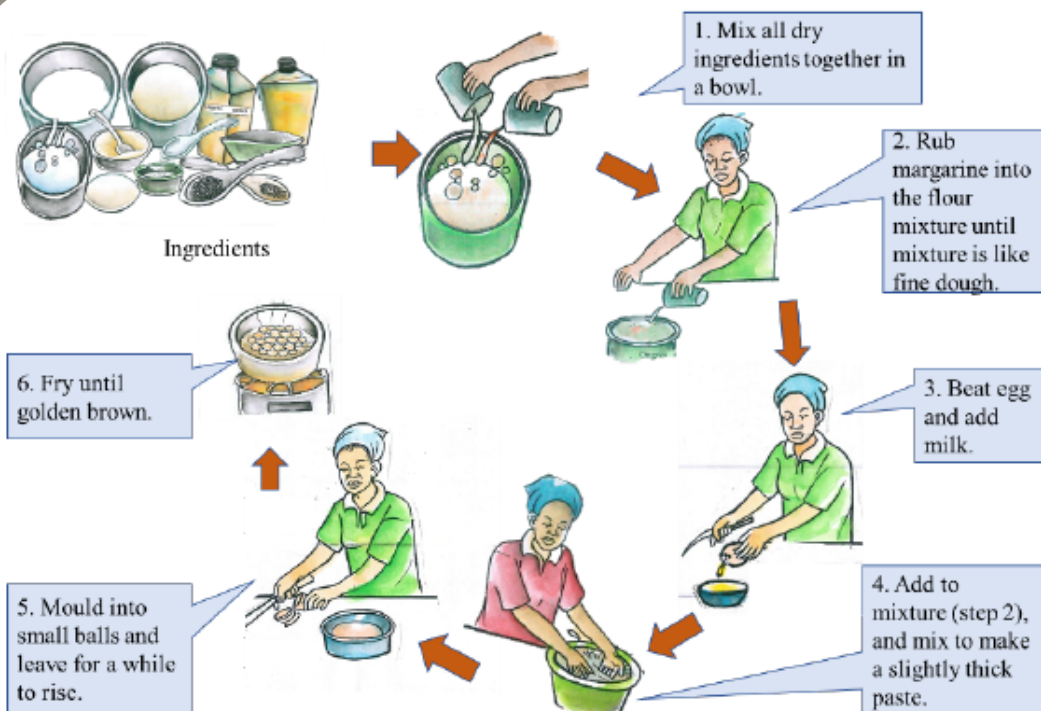 Ingredients
1. Mix all dry
ingredients together in
a bowl.
2. Rub
margarine into
the flour
mixture until
mixture is like
fine dough.
3. Beat egg
and add
milk.
4. Add to
mixture (step 2),
and mix to make
a slightly thick
paste.
5. Mould into
small balls and
leave for a while
to rise.
6. Fry until
golden brown.